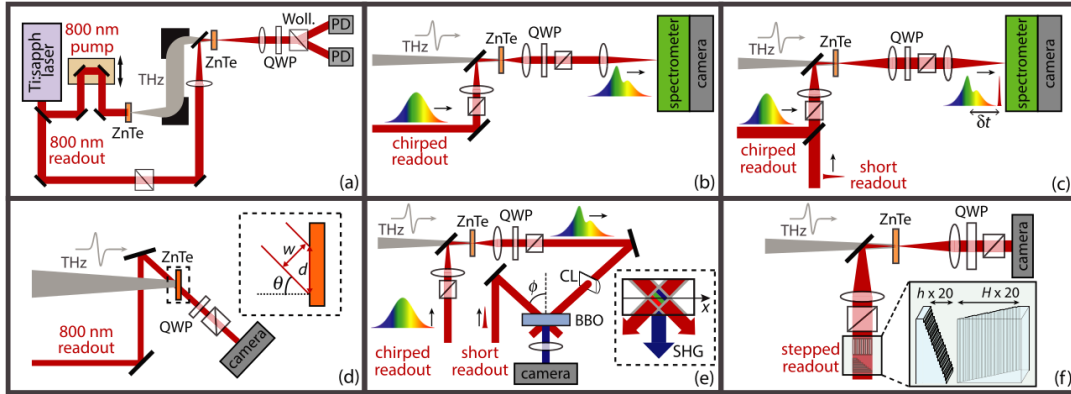 Ti:sapph
laser
800 nm
pump
THz
ZnTe
ZnTe
QWP
Woll.
PD
PD
800 nm
readout
(a)
THz
ZnTe
QWP
chirped
readout
spectrometer
camera
(b)
THz
ZnTe
QWP
chirped
readout
short
readout
δt
spectrometer
camera
(c)
THz
ZnTe
QWP
800 nm
readout
camera
w
d
θ
(d)
THz
ZnTe
QWP
CL
ϕ
BBO
chirped
readout
short
readout
camera
x
SHG
(e)
THz
ZnTe
QWP
camera
stepped
readout
h x 20
H x 20
(f)